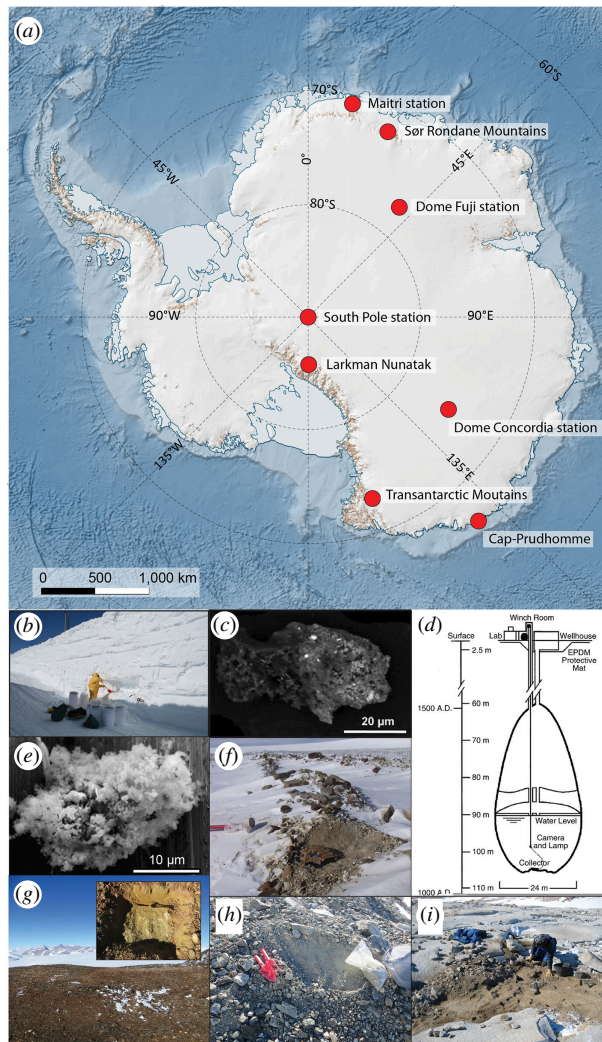 (a)
60°S
70°S
Maitri station
Sør Rondane Mountains
45°W
0°
45°E
80°S
Dome Fuji station
90°W
South Pole station
90°E
Larkman Nunatak
Dome Concordia station
135°W
135°E
Transantarctic Moutains
Cap-Prudhomme
0 500 1,000 km
(b)
(c)
20 µm
(d)
Winch Room
Surface Lab Wellhouse
2.5 m
EPDM
Protective
Mat
1500 A.D.
60 m
70 m
80 m
90 m
Water Level
Camera
and Lamp
100 m
Collector
1000 A.D.
110 m
24 m
(e)
10 µm
(f)
(g)
(h)
(i)